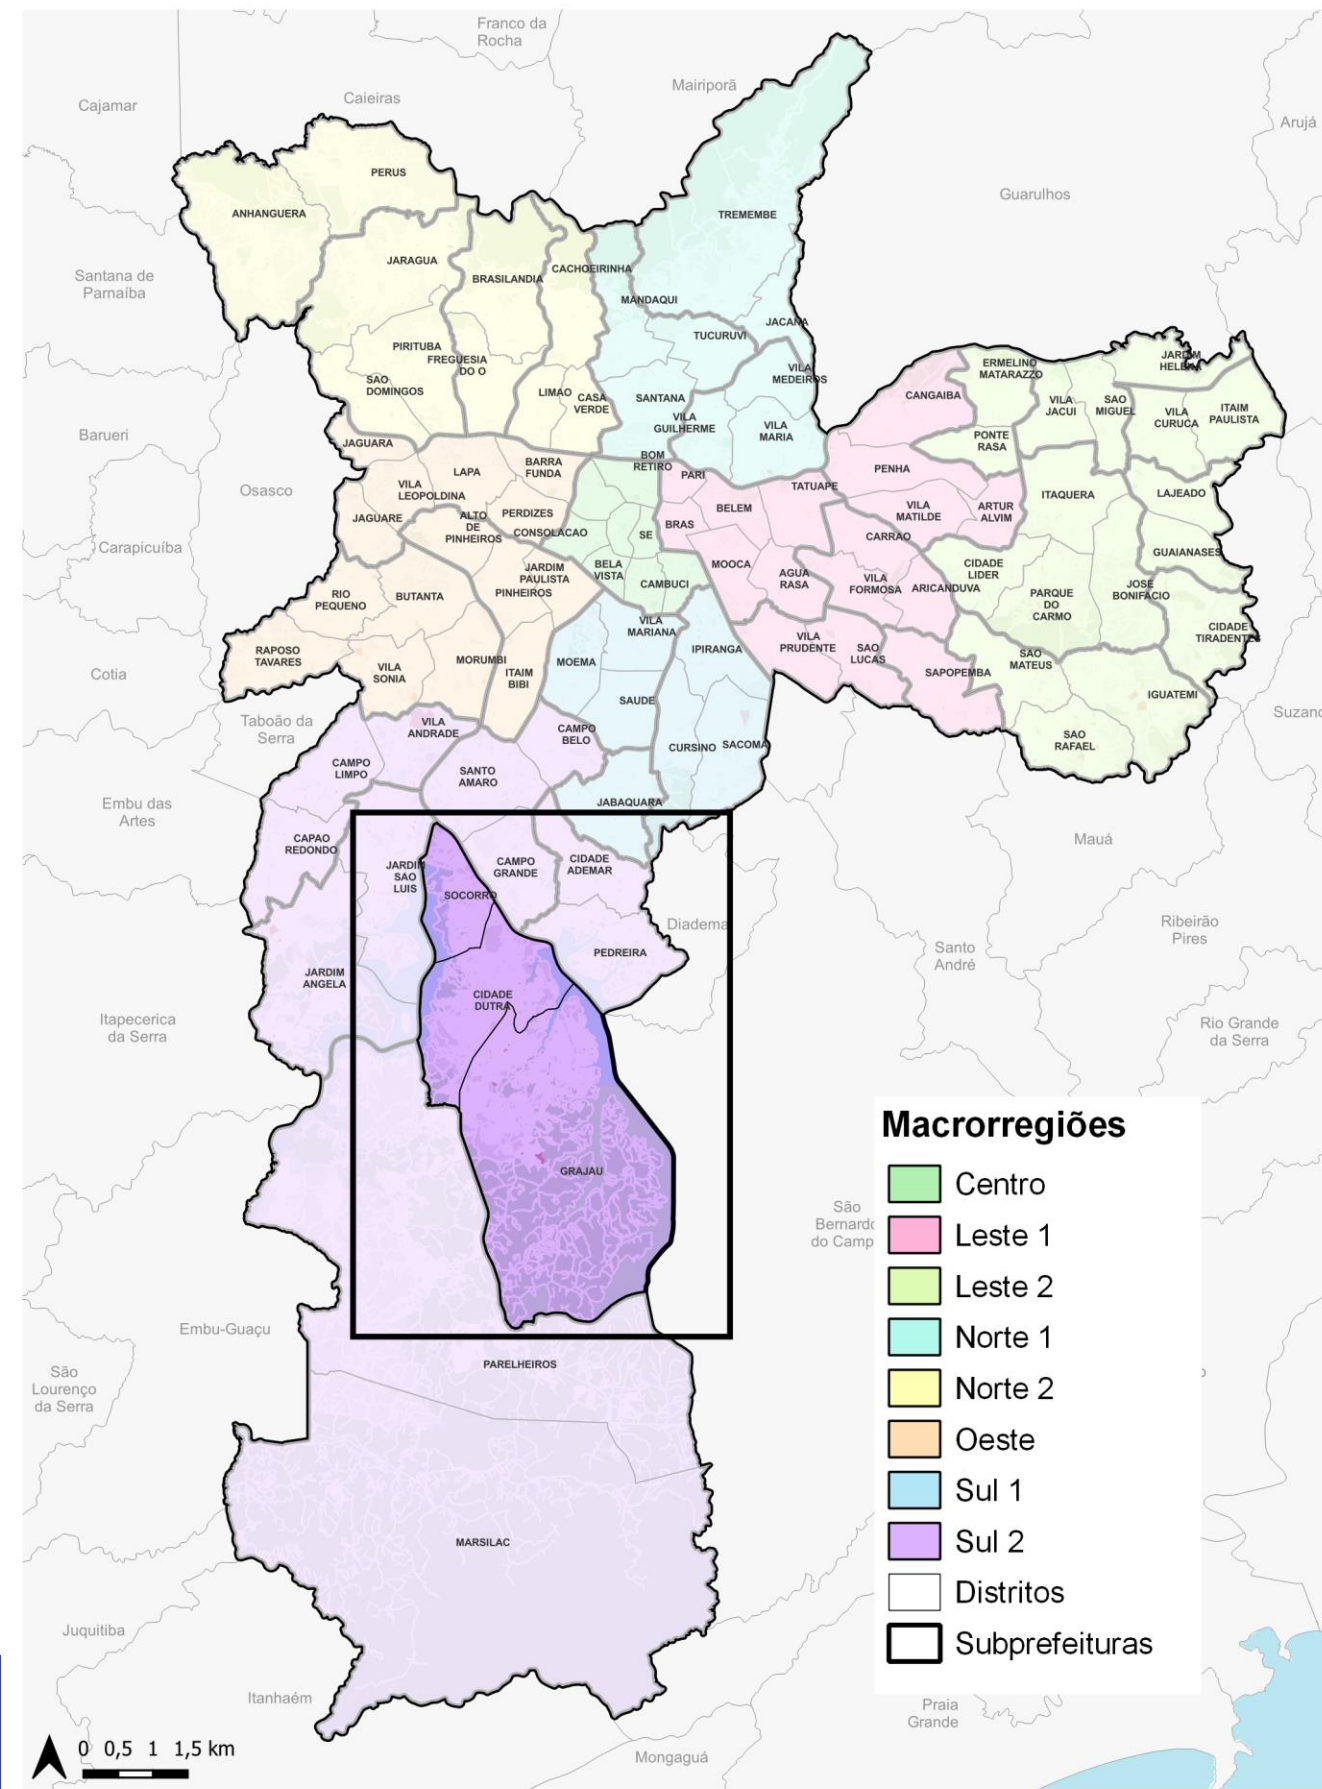 Franco da
Rocha
Mairiporã
Cajamar
Caieiras
Arujá
PERUS
Guarulhos
ANHANGUERA
TREMEMBE
JARAGUA
Santana de
Parnaíba
BRASILANDIA
CACHOEIRINHA
MANDAQUI
JACANA
TUCURUVI
PIRITUBA
FREGUESIA
DO O
SAO
DOMINGOS
VILA
MEDEIROS
LIMAO
CASA
VERDE
SANTANA
VILA
GUILHERME
VILA
MARIA
ERMELINO
MATARAZZO
JARDIM
HELENA
CANGAIBA
VILA
JACUI
SAO
MIGUEL
VILA
CURUCA
ITAIM
PAULISTA
Barueri
JAGUARA
PONTE
RASA
BOM
RETIRO
LAPA
BARRA
FUNDA
PARI
PENHA
Osasco
VILA
LEOPOLDINA
TATUAPE
ITAQUERA
LAJEADO
JAGUARE
ALTO
DE
PINHEIROS
PERDIZES
CONSOLACAO
BELEM
BRAS
SE
VILA
MATILDE
ARTUR
ALVIM
CARRAO
Carapicuíba
GUAIANASES
BELA
VISTA
MOOCA
JARDIM
PAULISTA
PINHEIROS
CAMBUCI
AGUA
RASA
VILA
FORMOSA
ARICANDUVA
CIDADE
LIDER
PARQUE
DO
CARMO
JOSE
BONIFACIO
RIO
PEQUENO
BUTANTA
CIDADE
TIRADENTES
VILA
MARIANA
VILA
PRUDENTE
SAO
LUCAS
IPIRANGA
RAPOSO
TAVARES
MORUMBI
MOEMA
SAO
MATEUS
Cotia
VILA
SONIA
ITAIM
BIBI
SAPOPEMBA
IGUATEMI
SAUDE
Taboão da
Serra
VILA
ANDRADE
CAMPO
BELO
Suzano
SAO
RAFAEL
CURSINO
SACOMA
CAMPO
LIMPO
SANTO
AMARO
Embu das
Artes
JABAQUARA
Mauá
CAPAO
REDONDO
JARDIM
SAO
LUIS
CAMPO
GRANDE
CIDADE
ADEMAR
SOCORRO
Diadema
Ribeirão
Pires
Santo
André
PEDREIRA
JARDIM
ANGELA
CIDADE
DUTRA
Itapecerica
da Serra
Rio Grande
da Serra
Macrorregiões
Centro
Leste 1
Leste 2
Norte 1
Norte 2
Oeste
Sul 1
Sul 2
Distritos
Subprefeituras
GRAJAU
São
Bernardo
do Camp
Embu-Guaçu
PARELHEIROS
São
Lourenço
da Serra
MARSILAC
Juquitiba
Itanhaém
Praia
Grande
Mongaguá
0 0,5 1 1,5 km